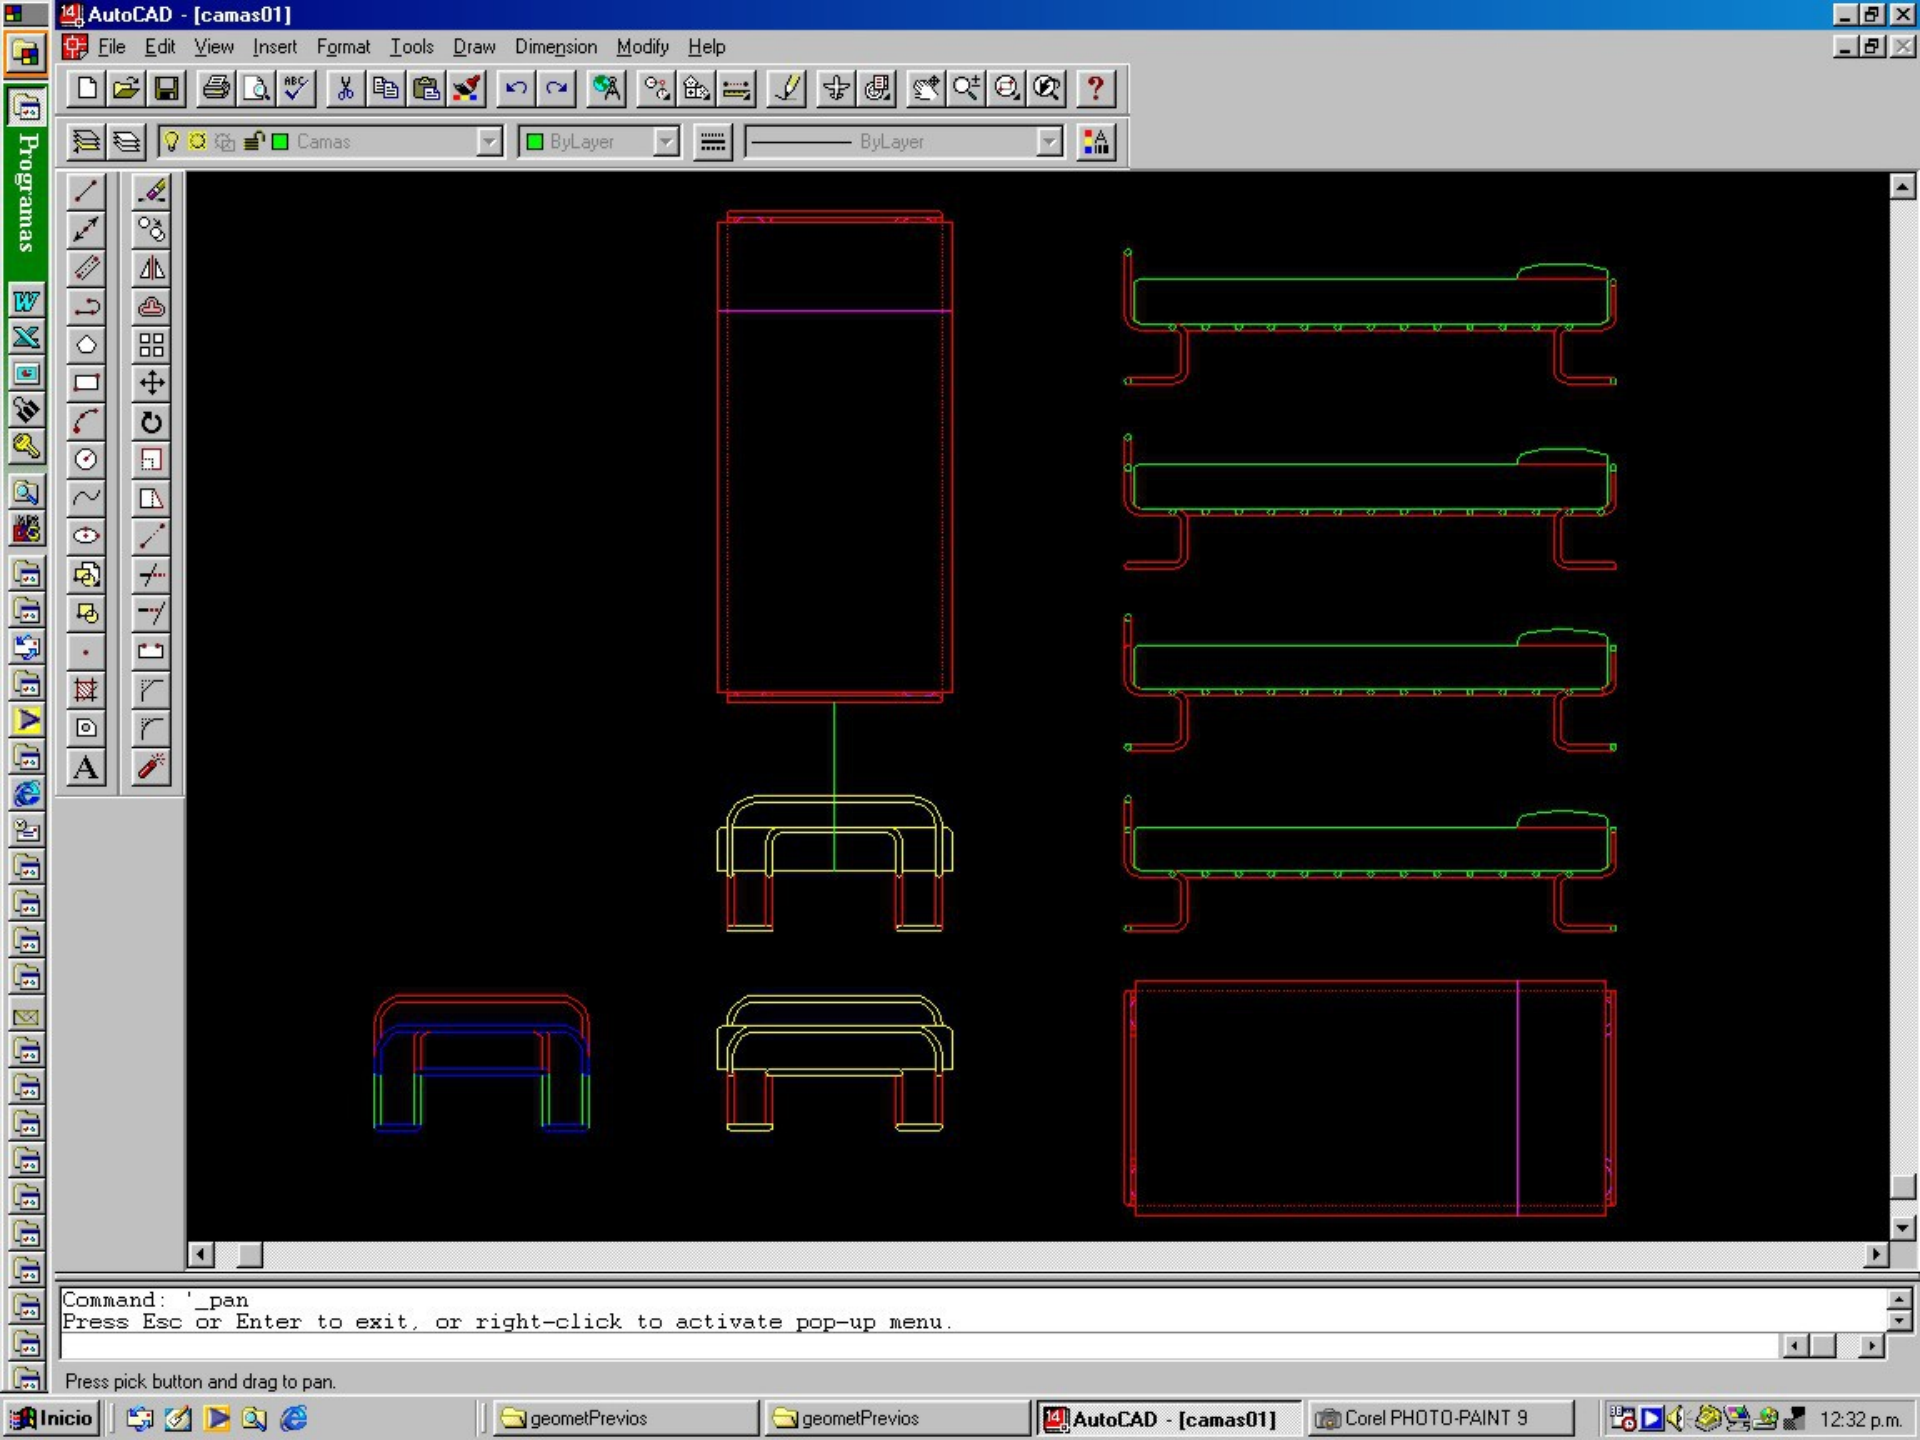 AutoCAD - [camas01]
File Edit View Insert Format Tools Draw Dimension Modify Help
ABC
Camas
ByLayer
ByLayer
Programas
A
Command: '_pan
Press Esc or Enter to exit, or right-click to activate pop-up menu.
Press pick button and drag to pan.
Inicio
geometPrevios
geometPrevios
AutoCAD - [camas01]
Corel PHOTO-PAINT 9
12:32 p.m.